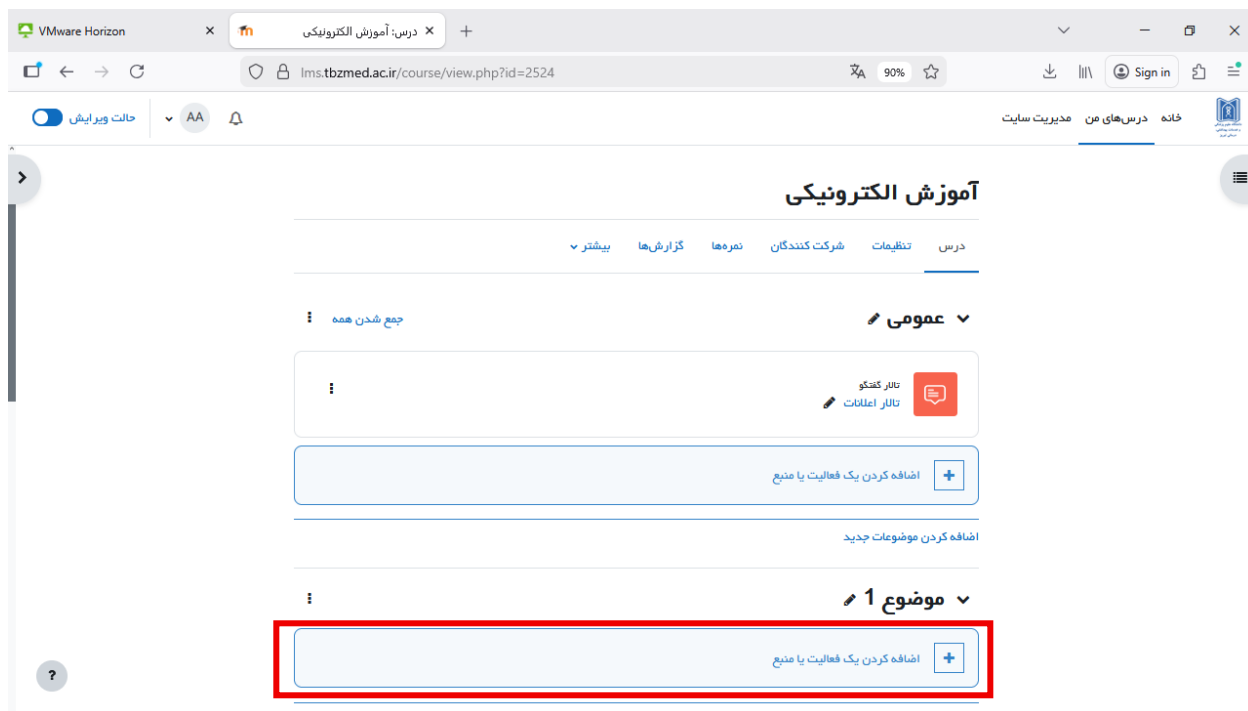 VMware Horizon
درس: آموزش الکترونیکی
lms.tbzmed.ac.ir/course/view.php?id=2524
90%
Sign in
خانه درس‌های من مدیریت سایت
AA
حالت ویرایش
آموزش الکترونیکی
درس تنظیمات شرکت کنندگان نمره‌ها گزارش‌ها بیشتر
عمومی
جمع شدن همه
تالار گفتگو
تالار اعلانات
اضافه کردن یک فعالیت یا منبع
اضافه کردن موضوعات جدید
موضوع 1
اضافه کردن یک فعالیت یا منبع
?